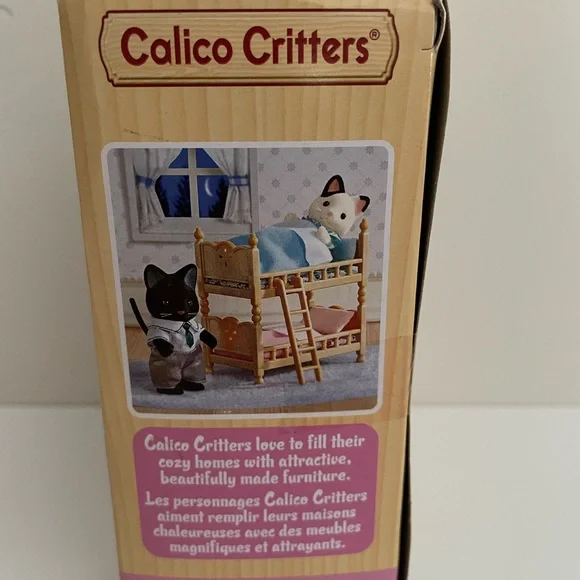 Calico Critters®
Calico Critters love to fill their
cozy homes with attractive,
beautifully made furniture.
Les personnages Calico Critters
aiment remplir leurs maisons
chaleureuses avec des meubles
magnifiques et attrayants.